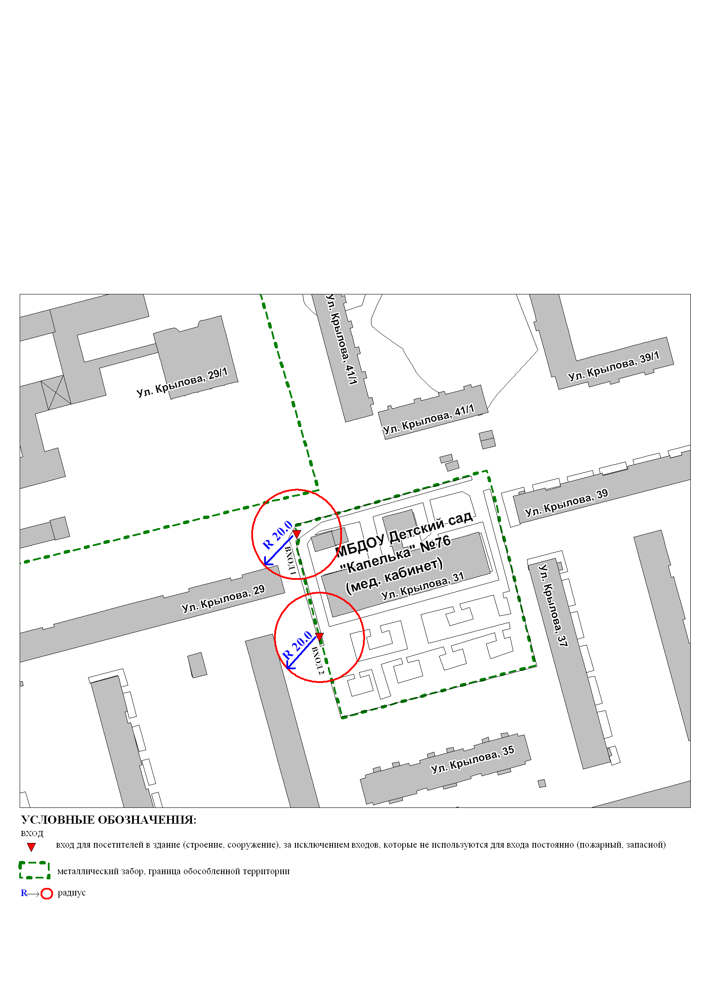 Ул. Крылова, 41/1
Ул. Крылова, 39/1
Ул. Крылова, 29/1
Ул. Крылова, 41/1
Ул. Крылова, 39
МБДОУ Детский сад
"Капелька" №76
(мед. кабинет)
Ул. Крылова, 31
R 20.0
ВХОД 1
Ул. Крылова, 29
Ул. Крылова, 37
R 20.0
ВХОД 2
Ул. Крылова, 35
УСЛОВНЫЕ ОБОЗНАЧЕНИЯ:
ВХОД
вход для посетителей в здание (строение, сооружение), за исключением входов, которые не используются для входа постоянно (пожарный, запасной)
металлический забор, граница обособленной территории
R
радиус